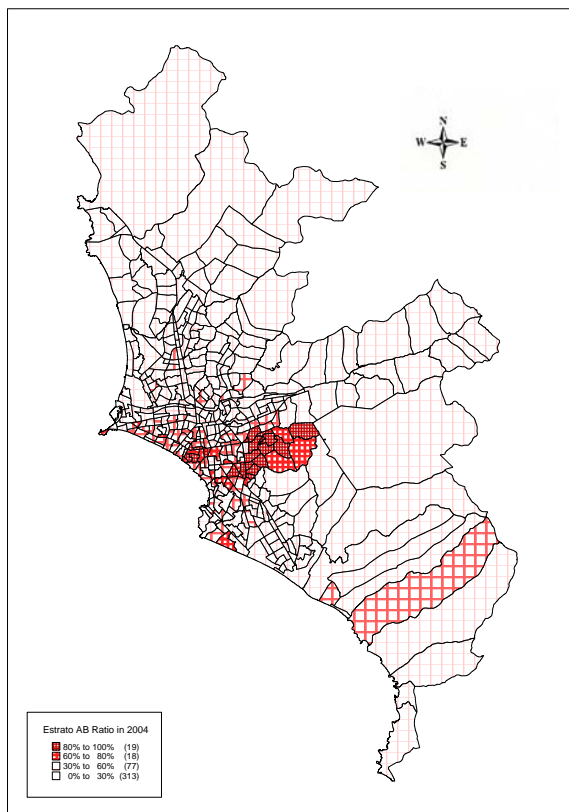 N
W E
S
Estrato AB Ratio in 2004
80% to 100% (19)
60% to 80% (18)
30% to 60% (77)
0% to 30% (313)